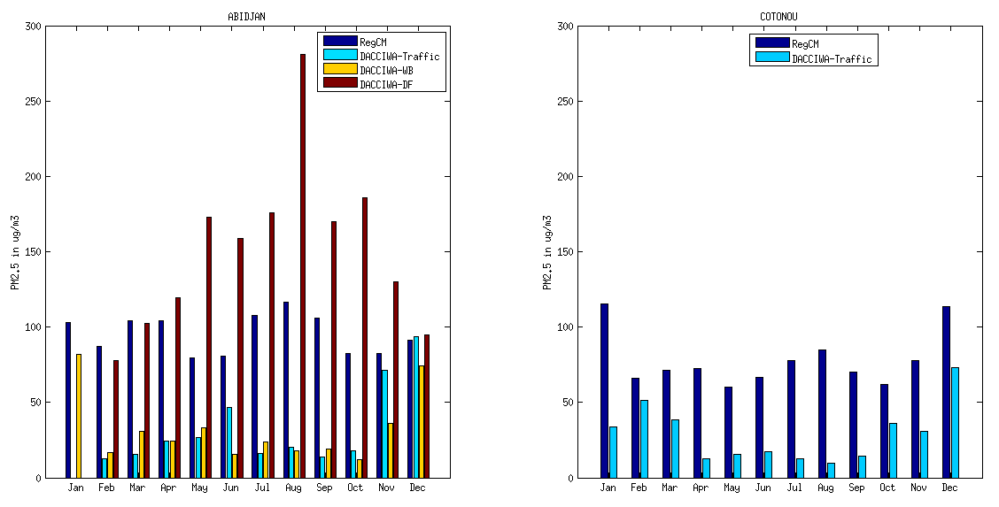 ABIDJAN
300
250
200
150
100
50
0
PM2.5 in ug/m3
RegCM
DACCIWA-Traffic
DACCIWA-WB
DACCIWA-DF
Jan Feb Mar Apr May Jun Jul Aug Sep Oct Nov Dec
COTONOU
300
250
200
150
100
50
0
PM2.5 in ug/m3
RegCM
DACCIWA-Traffic
Jan Feb Mar Apr May Jun Jul Aug Sep Oct Nov Dec